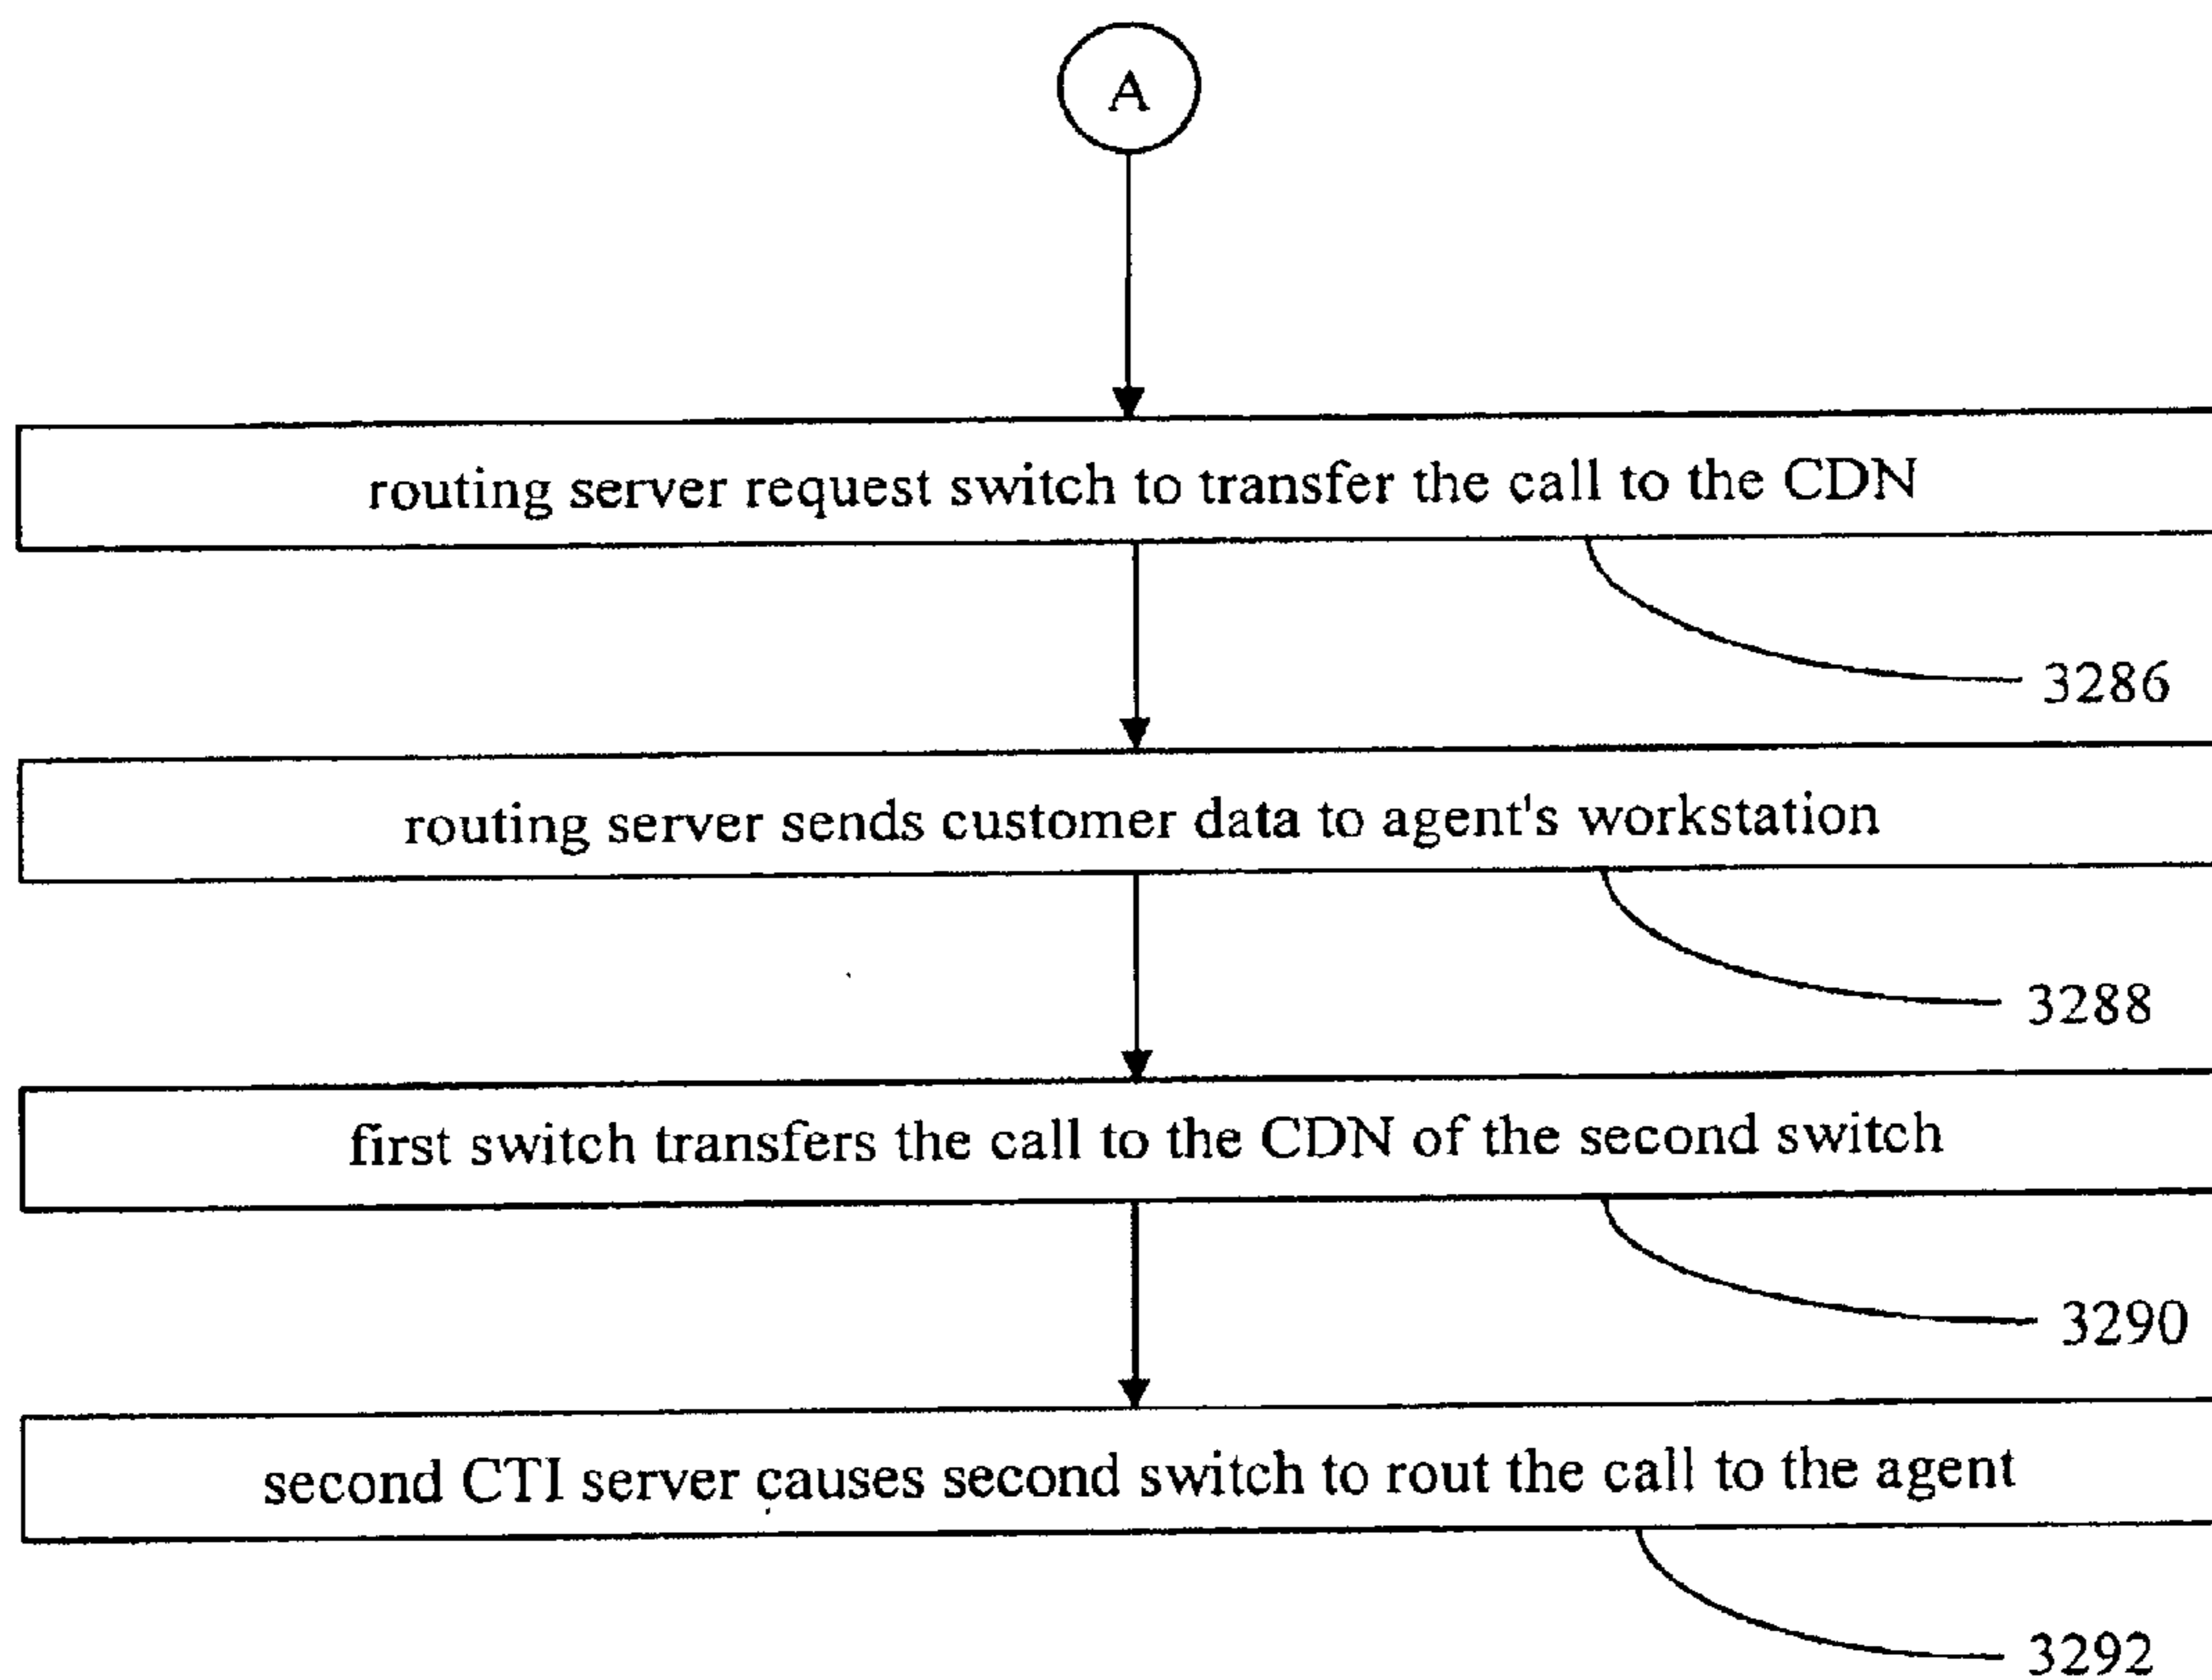 A
routing server request switch to transfer the call to the CDN
3286
routing server sends customer data to agent's workstation
3288
first switch transfers the call to the CDN of the second switch
3290
second CTI server causes second switch to rout the call to the agent
3292